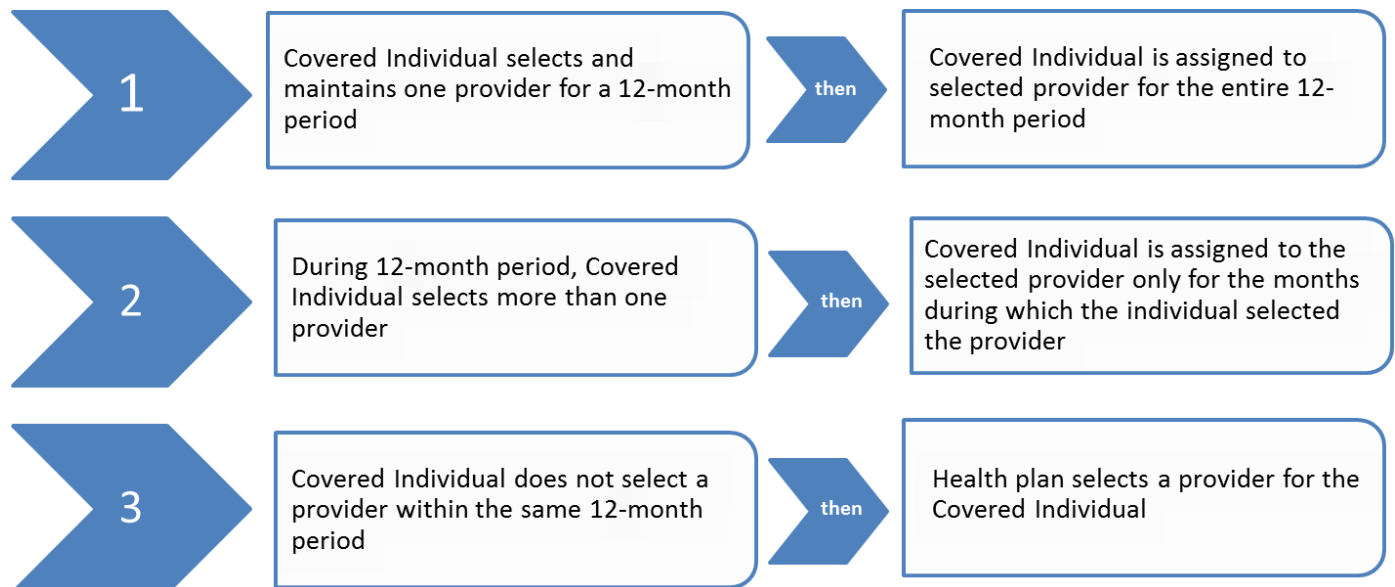 1
Covered Individual selects and
maintains one provider for a 12-month
period
then
Covered Individual is assigned to
selected provider for the entire 12-
month period
2
During 12-month period, Covered
Individual selects more than one
provider
then
Covered Individual is assigned to the
selected provider only for the months
during which the individual selected
the provider
3
Covered Individual does not select a
provider within the same 12-month
period
then
Health plan selects a provider for the
Covered Individual